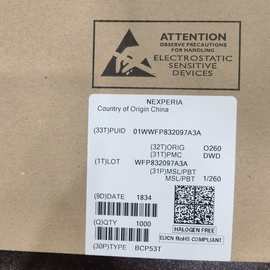 ATTENTION
OBSERVE PRECAUTIONS
FOR HANDLING
ELECTROSTATIC
SENSITIVE
DEVICES
NEXPERIA
Country of Origin China
(33T)PUID 01WWFP832097A3A
(32T)ORIG O260
(31T)PMC DWD
(1T)LOT WFP832097A3A
(31P)MSL/PBT
MSL/PBT 1/260
(9D)DATE 1834
(Q)QTY 1000
HALOGEN FREE
(30P)TYPE BCP53T
EU/CN RoHS COMPLIANT